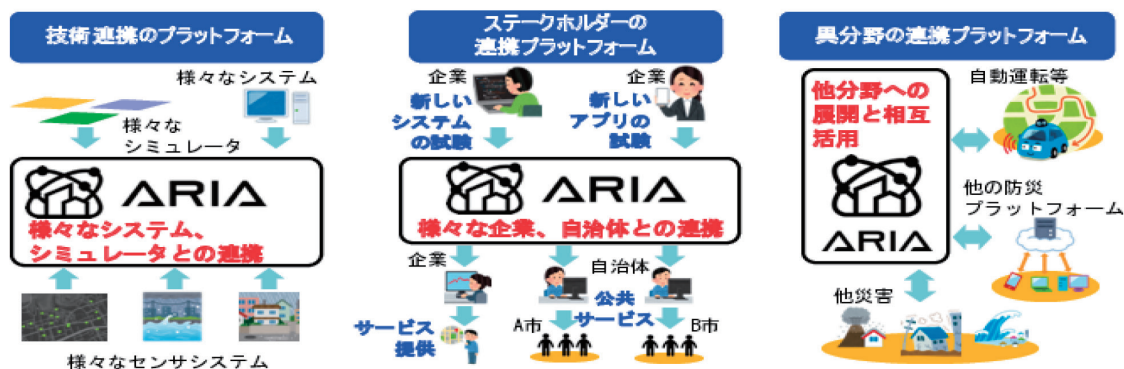 技術連携のプラットフォーム
様々なシステム
様々な
シミュレータ
ARIA
様々なシステム、
シミュレータとの連携
様々なセンサシステム
ステークホルダーの
連携プラットフォーム
企業
新しい
システム
の試験
企業
新しい
アプリの
試験
ARIA
様々な企業、自治体との連携
企業
サービス
提供
自治体
公共
サービス
A市
B市
異分野の連携プラットフォーム
他分野への
展開と相互
活用
ARIA
自動運転等
他の防災
プラットフォーム
他災害